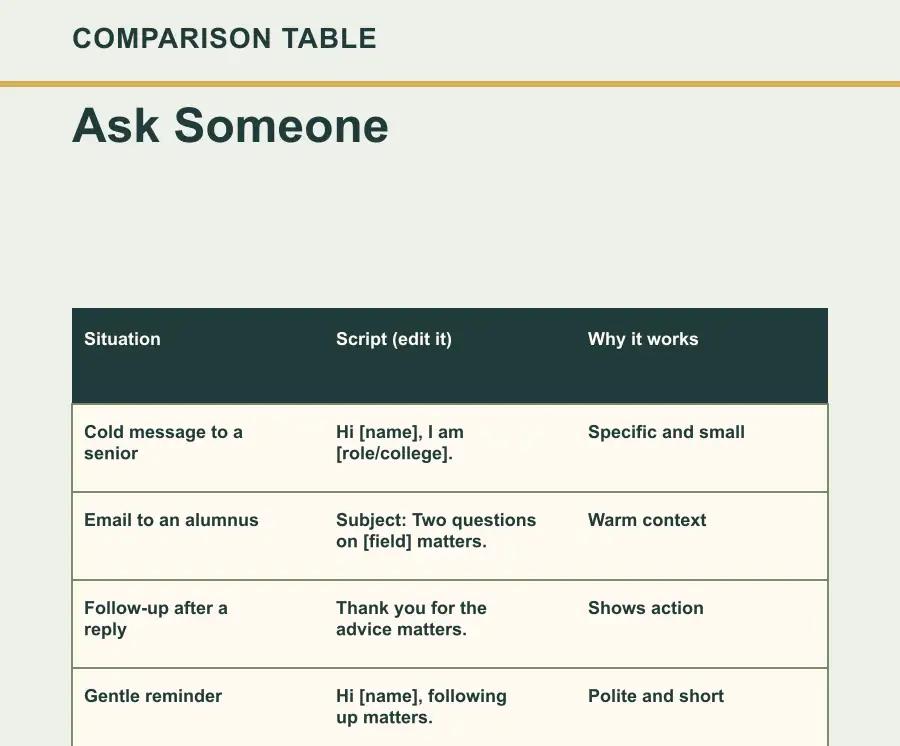 COMPARISON TABLE
Ask Someone
Situation
Script (edit it)
Why it works
Cold message to a
senior
Hi [name], I am
[role/college].
Specific and small
Email to an alumnus
Subject: Two questions
on [field] matters.
Warm context
Follow-up after a
reply
Thank you for the
advice matters.
Shows action
Gentle reminder
Hi [name], following
up matters.
Polite and short